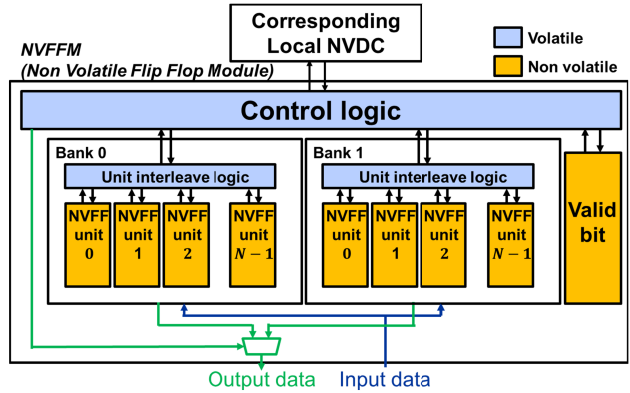 Corresponding
Local NVDC
NVFFM
(Non Volatile Flip Flop Module)
Volatile
Non volatile
Control logic
Bank 0
Unit interleave logic
NVFF
unit
0
NVFF
unit
1
NVFF
unit
2
NVFF
unit
N − 1
Bank 1
Unit interleave logic
NVFF
unit
0
NVFF
unit
1
NVFF
unit
2
NVFF
unit
N − 1
Valid
bit
Output data
Input data